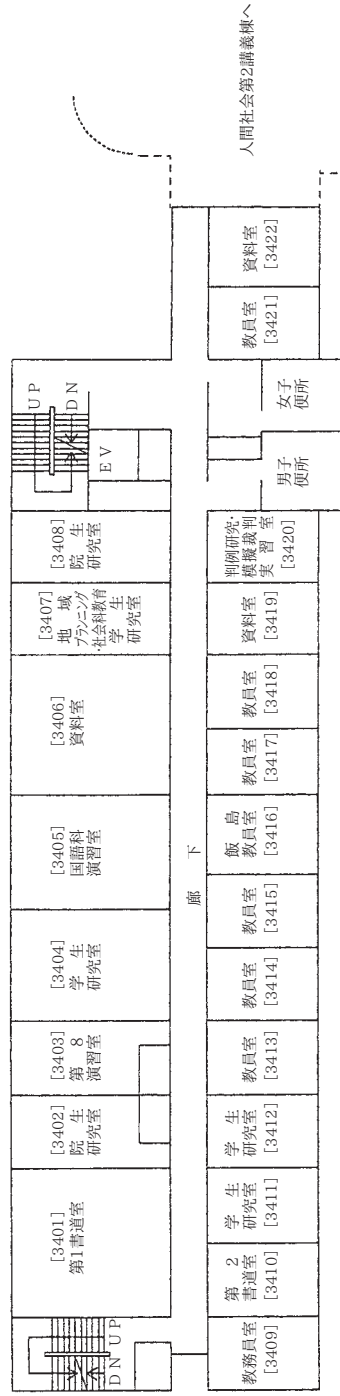 DN UP
[3401]
第1書道室
[3402]
院生
研究室
[3403]
第8
演習室
[3404]
学生
研究室
[3405]
国語科
演習室
[3406]
資料室
[3407]
地域
プランニング
・社会科教育
学生
研究室
[3408]
院生
研究室
UP
DN
EV
廊下
教務員室
[3409]
第2
書道室
[3410]
学生
研究室
[3411]
学生
研究室
[3412]
教員室
[3413]
教員室
[3414]
教員室
[3415]
飯島
教員室
[3416]
教員室
[3417]
教員室
[3418]
資料室
[3419]
判例研究・
模擬裁判
実習室
[3420]
男子
便所
女子
便所
教員室
[3421]
資料室
[3422]
人間社会第2講義棟へ